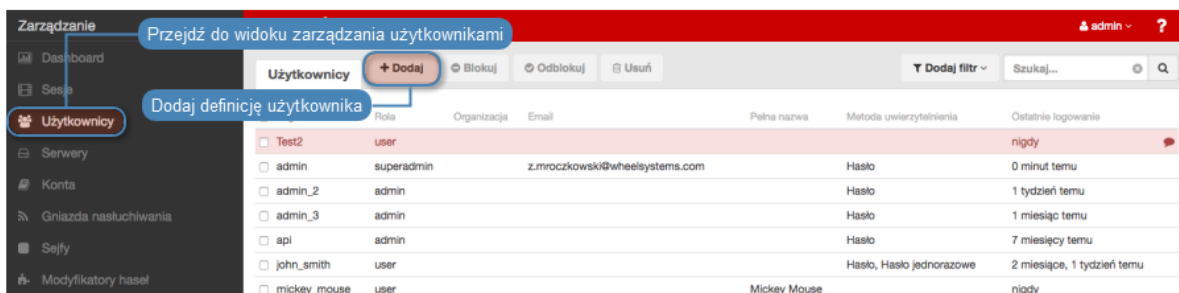 Zarządzanie
Przejdź do widoku zarządzania użytkownikami
admin
?
Dashboard
Sesje
Użytkownicy
+ Dodaj
Blokuj
Odblokuj
Usuń
Dodaj filtr
Szukaj...
Dodaj definicję użytkownika
Użytkownicy
Rola
Organizacja
Email
Pełna nazwa
Metoda uwierzytelnienia
Ostatnie logowanie
Test2 user nigdy
Serwery
admin superadmin z.mroczkowski@wheelsystems.com Hasło 0 minut temu
Konta
admin_2 admin Hasło 1 tydzień temu
Gniazda nasłuchiwania
admin_3 admin Hasło 1 miesiąc temu
Sejfy
api admin Hasło 7 miesięcy temu
john_smith user Hasło, Hasło jednorazowe 2 miesiące, 1 tydzień temu
Modyfikatory haseł
mickey_mouse user Mickey Mouse nigdy